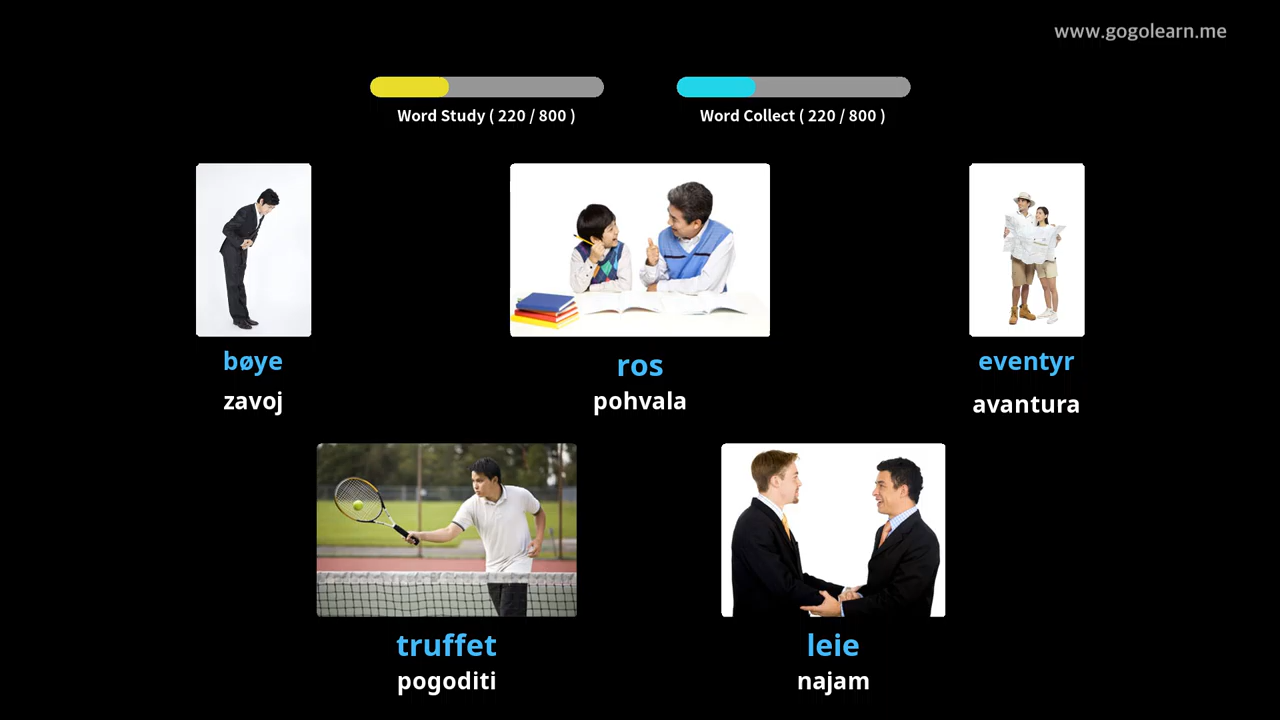 www.gogolearn.me
Word Study ( 220 / 800 )
Word Collect ( 220 / 800 )
bøye
zavoj
ros
pohvala
eventyr
avantura
truffet
pogoditi
leie
najam